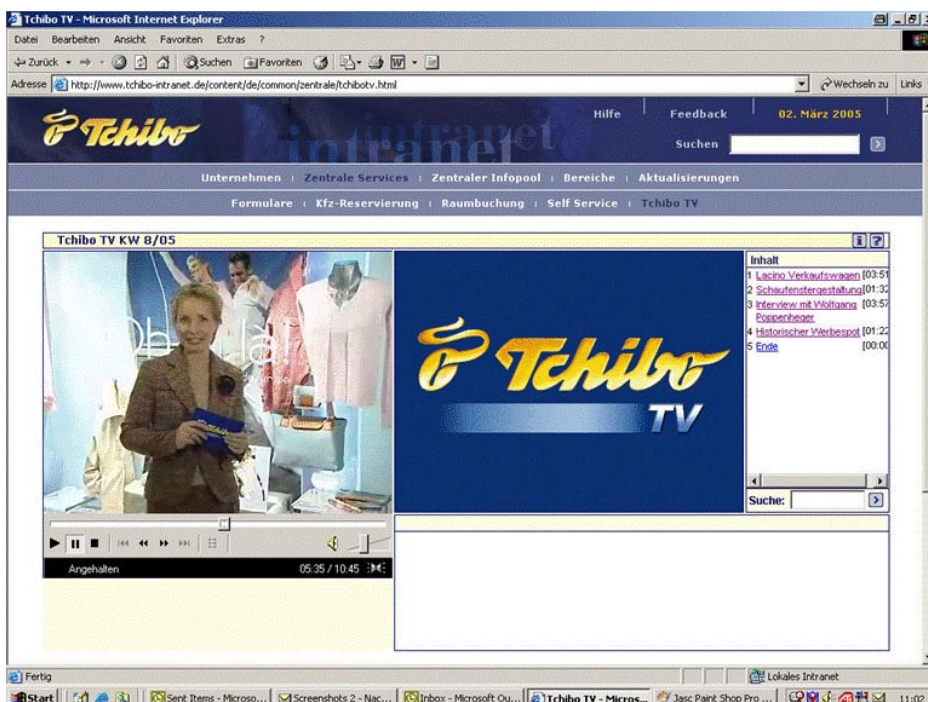 Tchibo TV - Microsoft Internet Explorer
Datei Bearbeiten Ansicht Favoriten Extras ?
Zurück Suchen Favoriten
Adresse http://www.tchibo-intranet.de/content/de/common/zentrale/tchibotv.html Wechseln zu Links
Tchibo intranet intranet Hilfe Feedback 02. März 2005
Suchen
Unternehmen Zentrale Services Zentraler Infopool Bereiche Aktualisierungen
Formulare Kfz-Reservierung Raumbuchung Self Service Tchibo TV
Tchibo TV KW 8/05
Inhalt
1 Lacino Verkaufswagen [03:51
2 Schaufenstergestaltung [01:32
3 Interview mit Wolfgang [03:57
Poppenheger
4 Historischer Werbespot [01:22
5 Ende [00:00
Tchibo
TV
Tchibo
Suche:
Angehalten 05:35 / 10:45
Fertig Lokales Intranet
Start Sent Items - Microso... Screenshots 2 - Nac... Inbox - Microsoft Ou... Tchibo TV - Micros... Jasc Paint Shop Pro ... 11:02